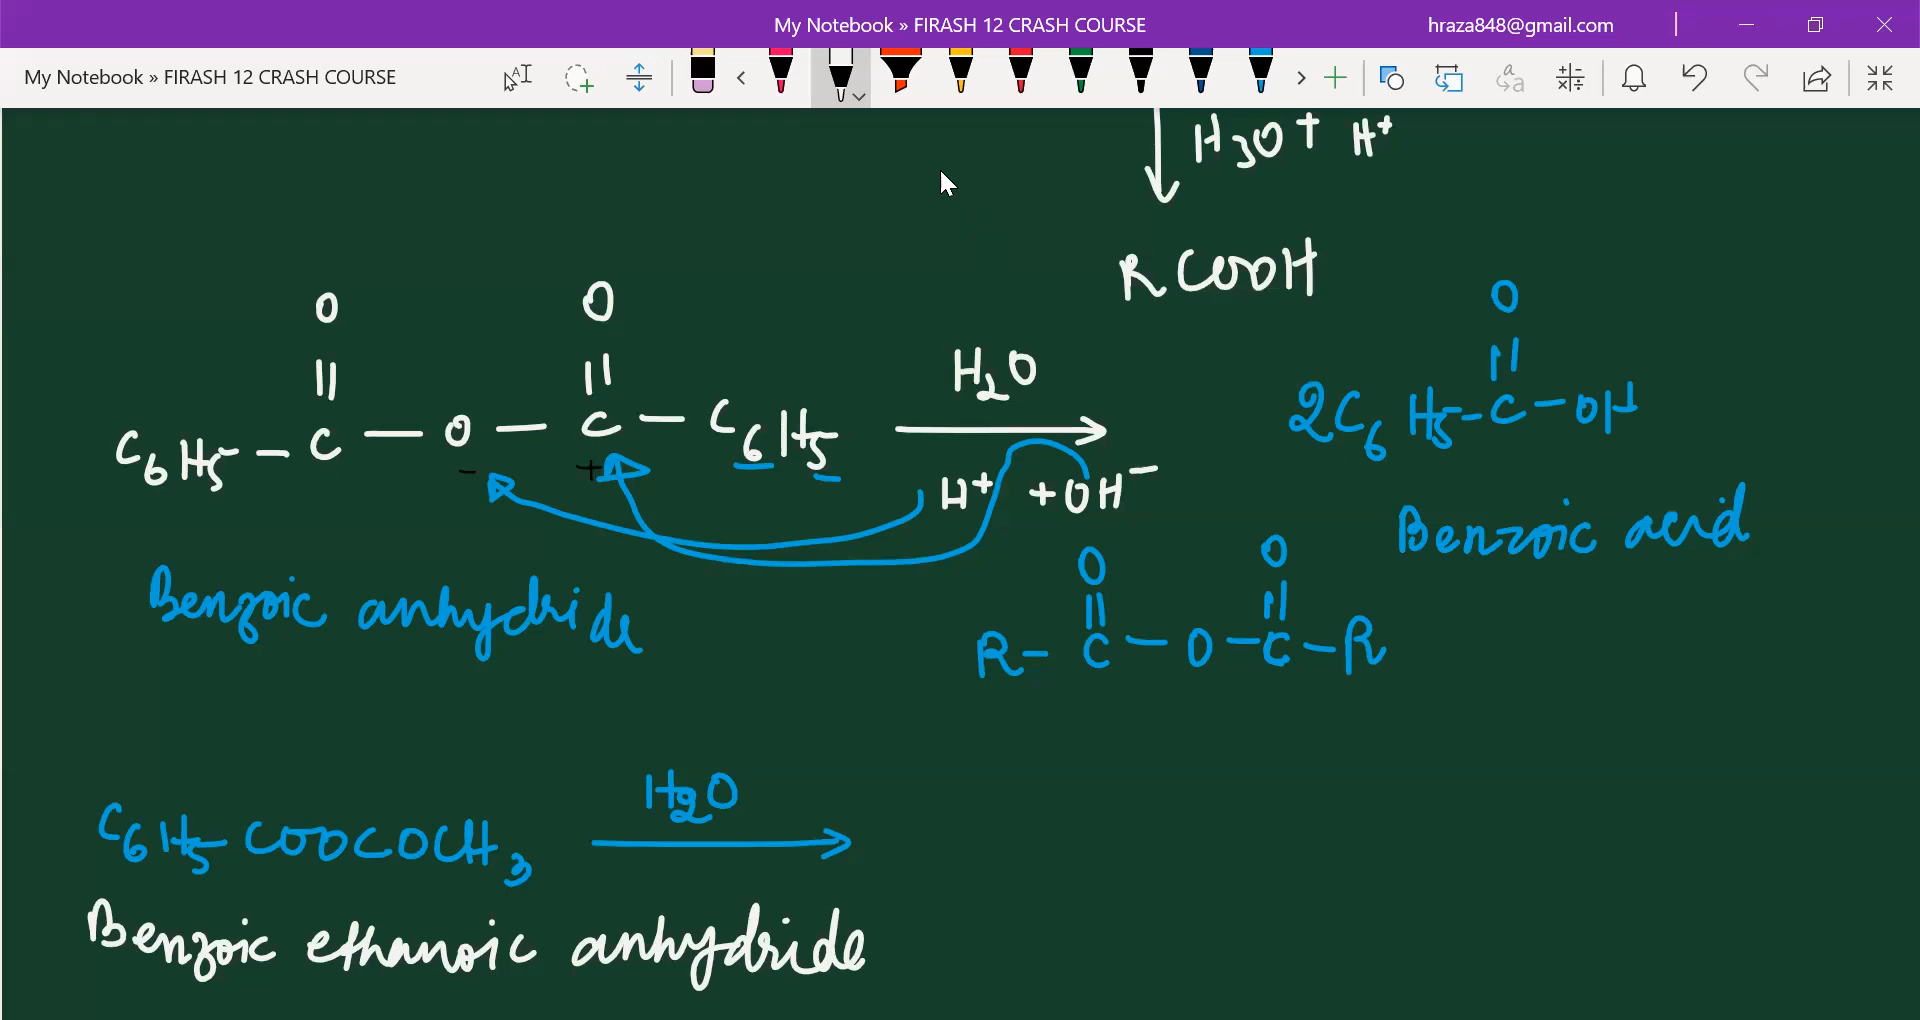 My Notebook » FIRASH 12 CRASH COURSE
hraza848@gmail.com
My Notebook » FIRASH 12 CRASH COURSE
H3O+ H+
RCOOH
O O O
|| || ||
C6H5 – C – O – C – C6H5 H2O 2C6H5 – C – OH
- + H+ + OH-
Benzoic acid
Benzoic anhydride
O O
|| ||
R – C – O – C – R
C6H5COOCOCH3 H2O
Benzoic ethanoic anhydride